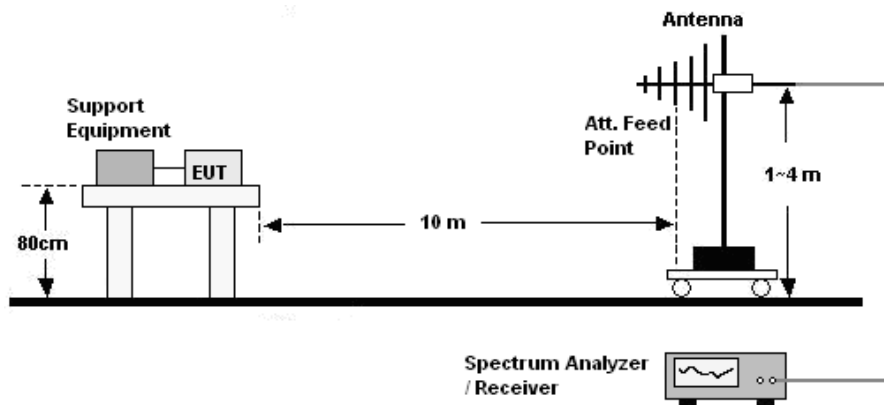 Antenna
Support
Equipment
Att. Feed
Point
EUT
1~4 m
10 m
80cm
Spectrum Analyzer
/ Receiver